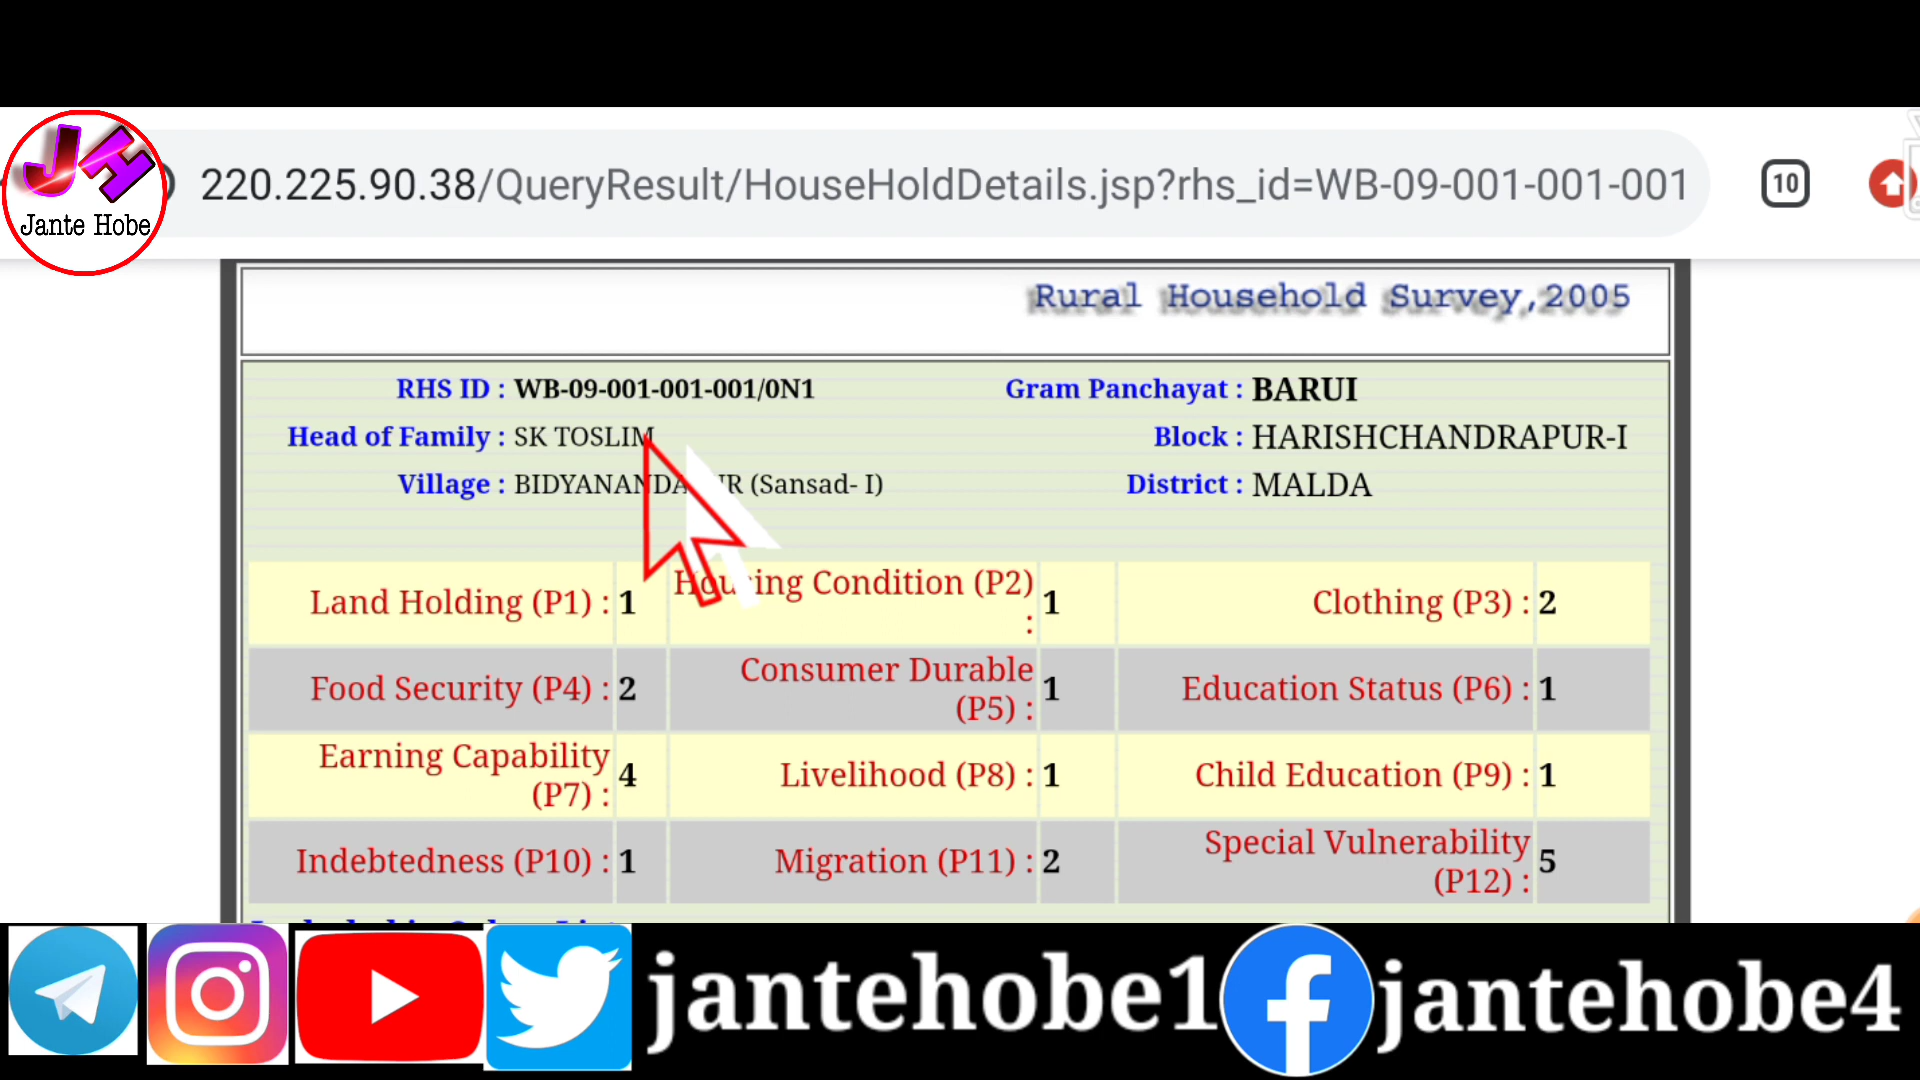 JH
Jante Hobe
220.225.90.38/QueryResult/HouseHoldDetails.jsp?rhs_id=WB-09-001-001-001
10
Rural Household Survey,2005
RHS ID : WB-09-001-001-001/0N1
Gram Panchayat : BARUI
Head of Family : SK TOSLIM
Block : HARISHCHANDRAPUR-I
Village : (Sansad- I)
District : MALDA
Land Holding (P1) : 1
Housing Condition (P2) : 1
Clothing (P3) : 2
Food Security (P4) : 2
Consumer Durable (P5) : 1
Education Status (P6) : 1
Earning Capability (P7) : 4
Livelihood (P8) : 1
Child Education (P9) : 1
Indebtedness (P10) : 1
Migration (P11) : 2
Special Vulnerability (P12) : 5
jantehobe1
jantehobe4